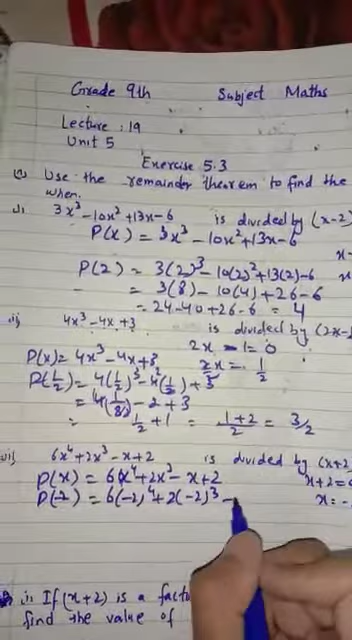 Grade 9th Subject Maths
Lecture : 19
Unit 5
Exercise 5.3
Use the remainder theorem to find the
when.
i) 3x³-10x²+13x-6 is divided by (x-2)
P(x) = 3x³-10x²+13x-6
P(2) = 3(2)³-10(2)²+13(2)-6
= 3(8)-10(4)+26-6
= 24-40+26-6 = 4
ii) 4x³-4x+3 is divided by (2x-
2x-1=0
P(x) = 4x³-4x+3 2x = 1/2
P(1/2) = 4(1/2)³-4(1/2)+3
= 4(1/8)-2+3
= 1/2+1 = 1+2/2 = 3/2
iii) 6x⁴+2x³-x+2 is divided by (x+2
P(x) = 6x⁴+2x³-x+2 x+2=
P(-2) = 6(-2)⁴+2(-2)³- x=-
i) If (x+2) is a facto
find the value of